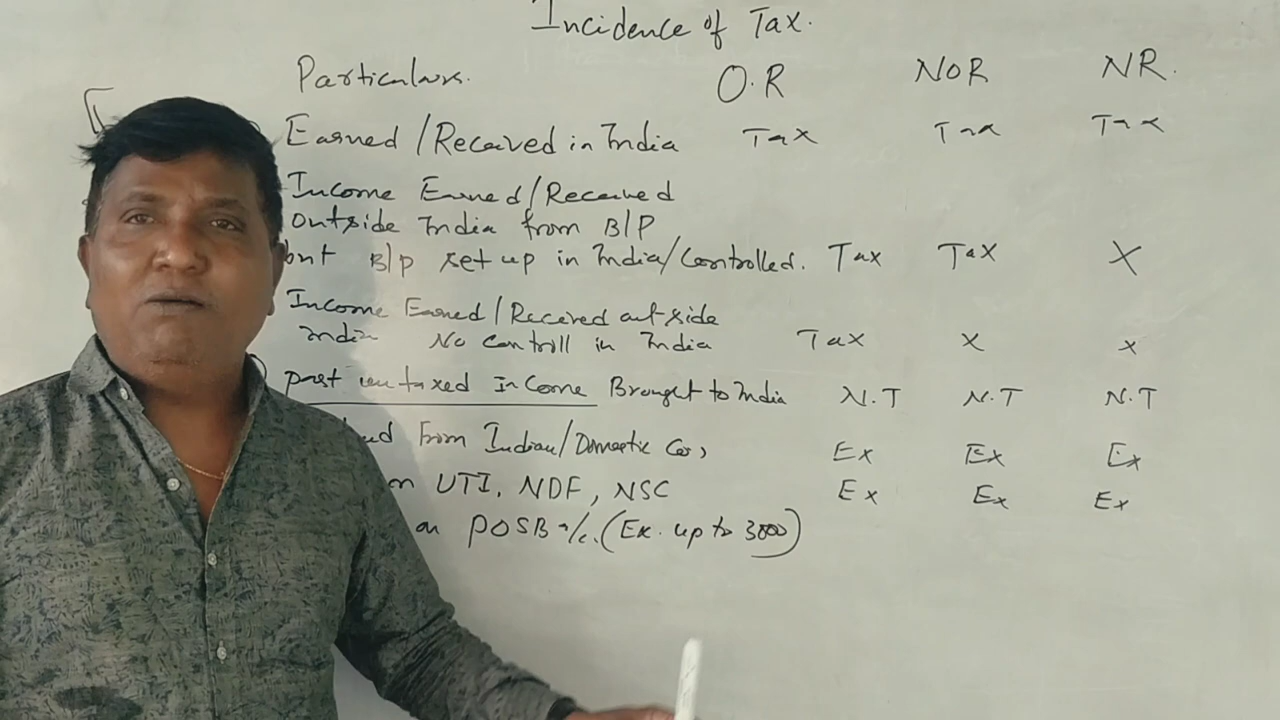 Incidence of Tax.
Particulars. O.R NOR NR.
Earned/Received in India Tax Tax Tax
Income Earned/Received
outside India from B/P
but B/p set up in India/Controlled. Tax Tax X
Income Earned/Received outside
India No Controll in India Tax x x
past untaxed Income Brought to India N.T N.T N.T
From Indian/Domestic Co, Ex Ex Ex
on UTI, NDF, NSC Ex Ex Ex
on POSB a/c. (Ex. up to 3500)